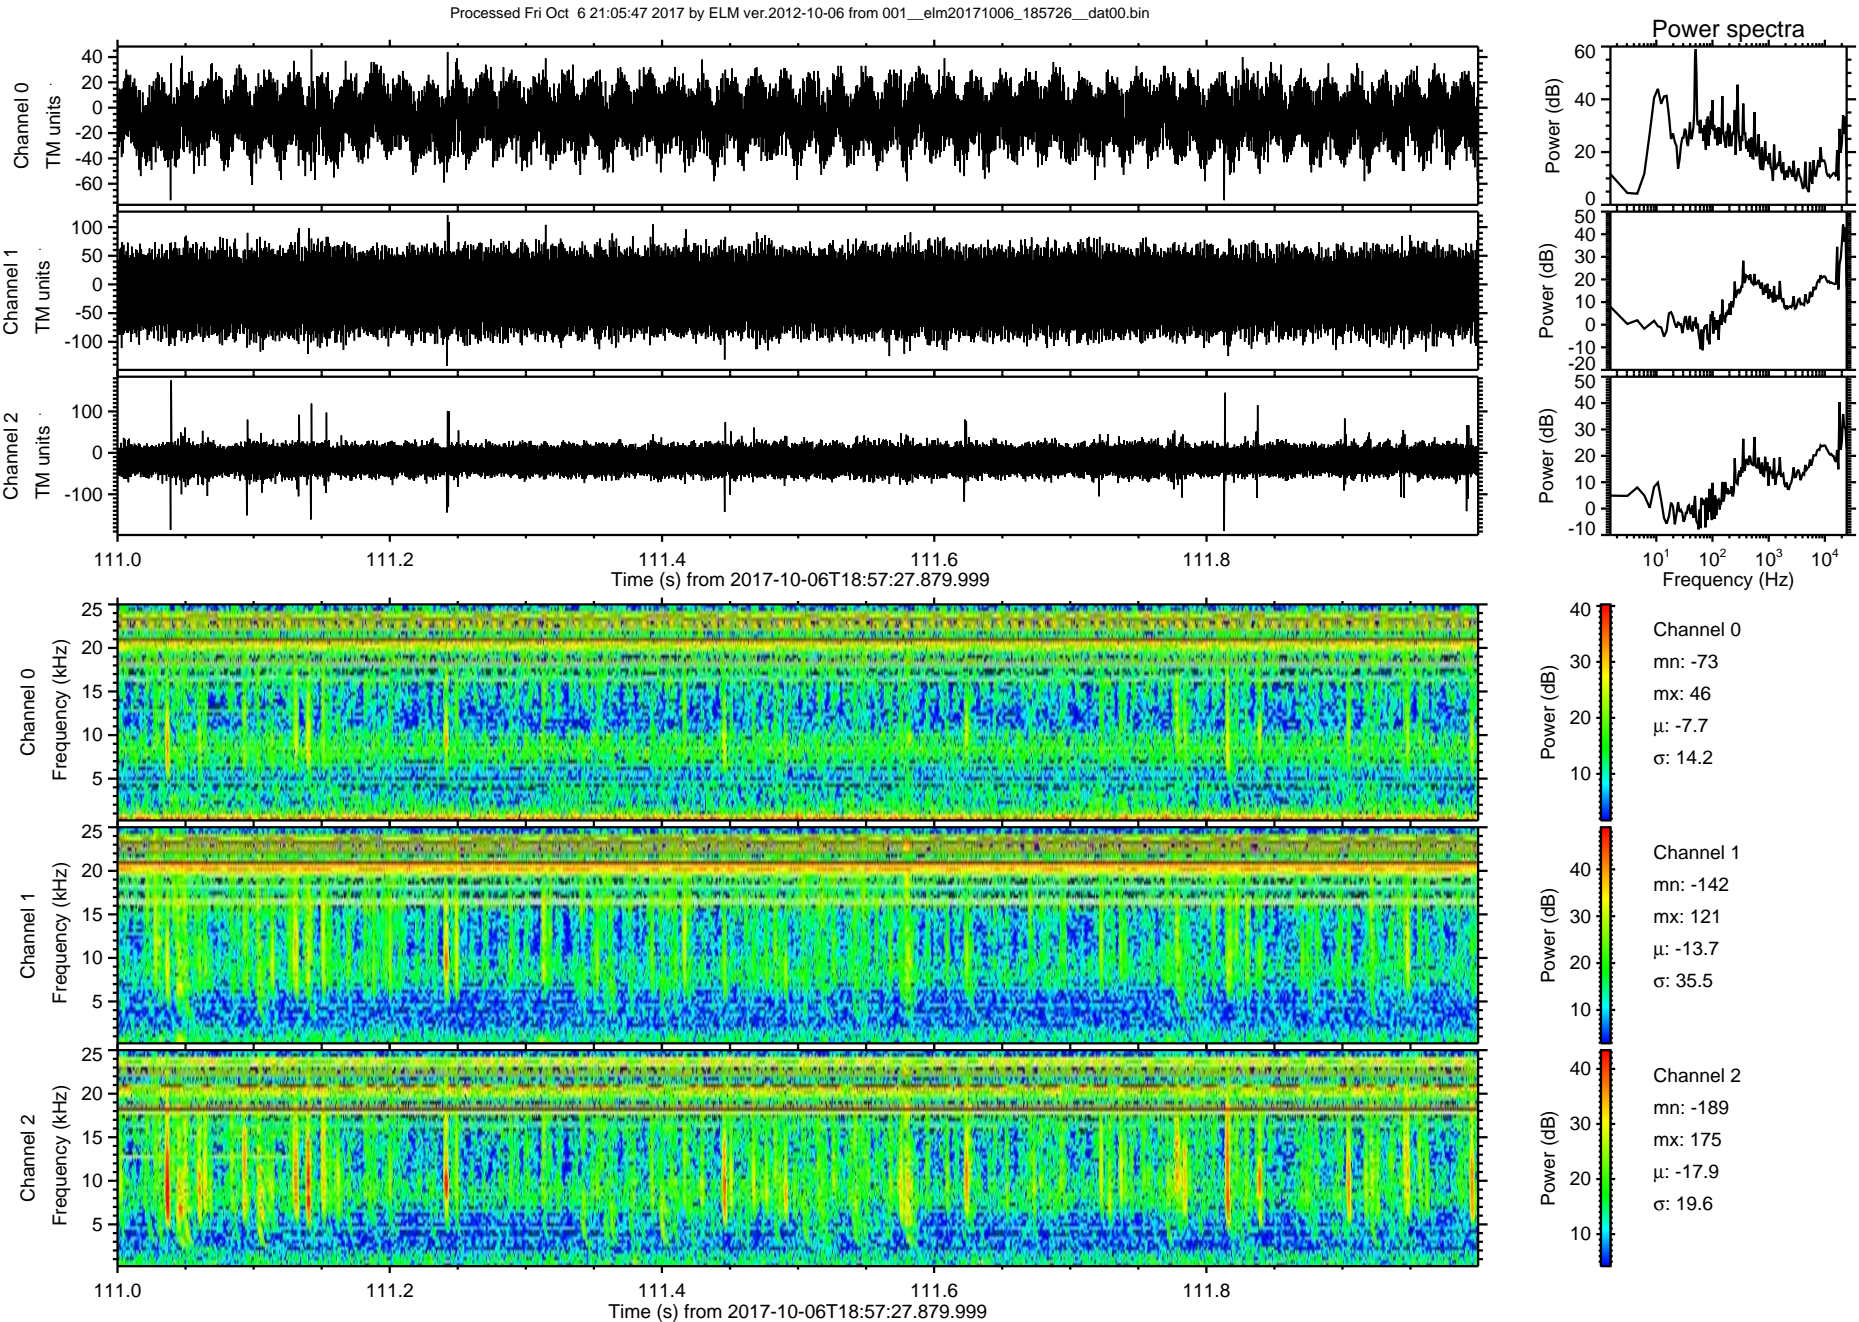 Processed Fri Oct  6 21:05:47 2017 by ELM ver.2012-10-06 from 001__elm20171006_185726__dat00.bin
Power spectra
Channel 0
TM units
40
20
0
-20
-40
-60
Power (dB)
60
40
20
0
Channel 1
TM units
100
50
0
-50
-100
Power (dB)
50
40
30
20
10
0
-10
-20
Channel 2
TM units
100
0
-100
Power (dB)
50
40
30
20
10
0
-10
111.0 111.2 111.4 111.6 111.8
Time (s) from 2017-10-06T18:57:27.879.999
10^1 10^2 10^3 10^4
Frequency (Hz)
Channel 0
Frequency (kHz)
25
20
15
10
5
Power (dB)
40
30
20
10
Channel 0
mn: -73
mx: 46
μ: -7.7
σ: 14.2
Channel 1
Frequency (kHz)
25
20
15
10
5
Power (dB)
40
30
20
10
Channel 1
mn: -142
mx: 121
μ: -13.7
σ: 35.5
Channel 2
Frequency (kHz)
25
20
15
10
5
Power (dB)
40
30
20
10
Channel 2
mn: -189
mx: 175
μ: -17.9
σ: 19.6
111.0 111.2 111.4 111.6 111.8
Time (s) from 2017-10-06T18:57:27.879.999